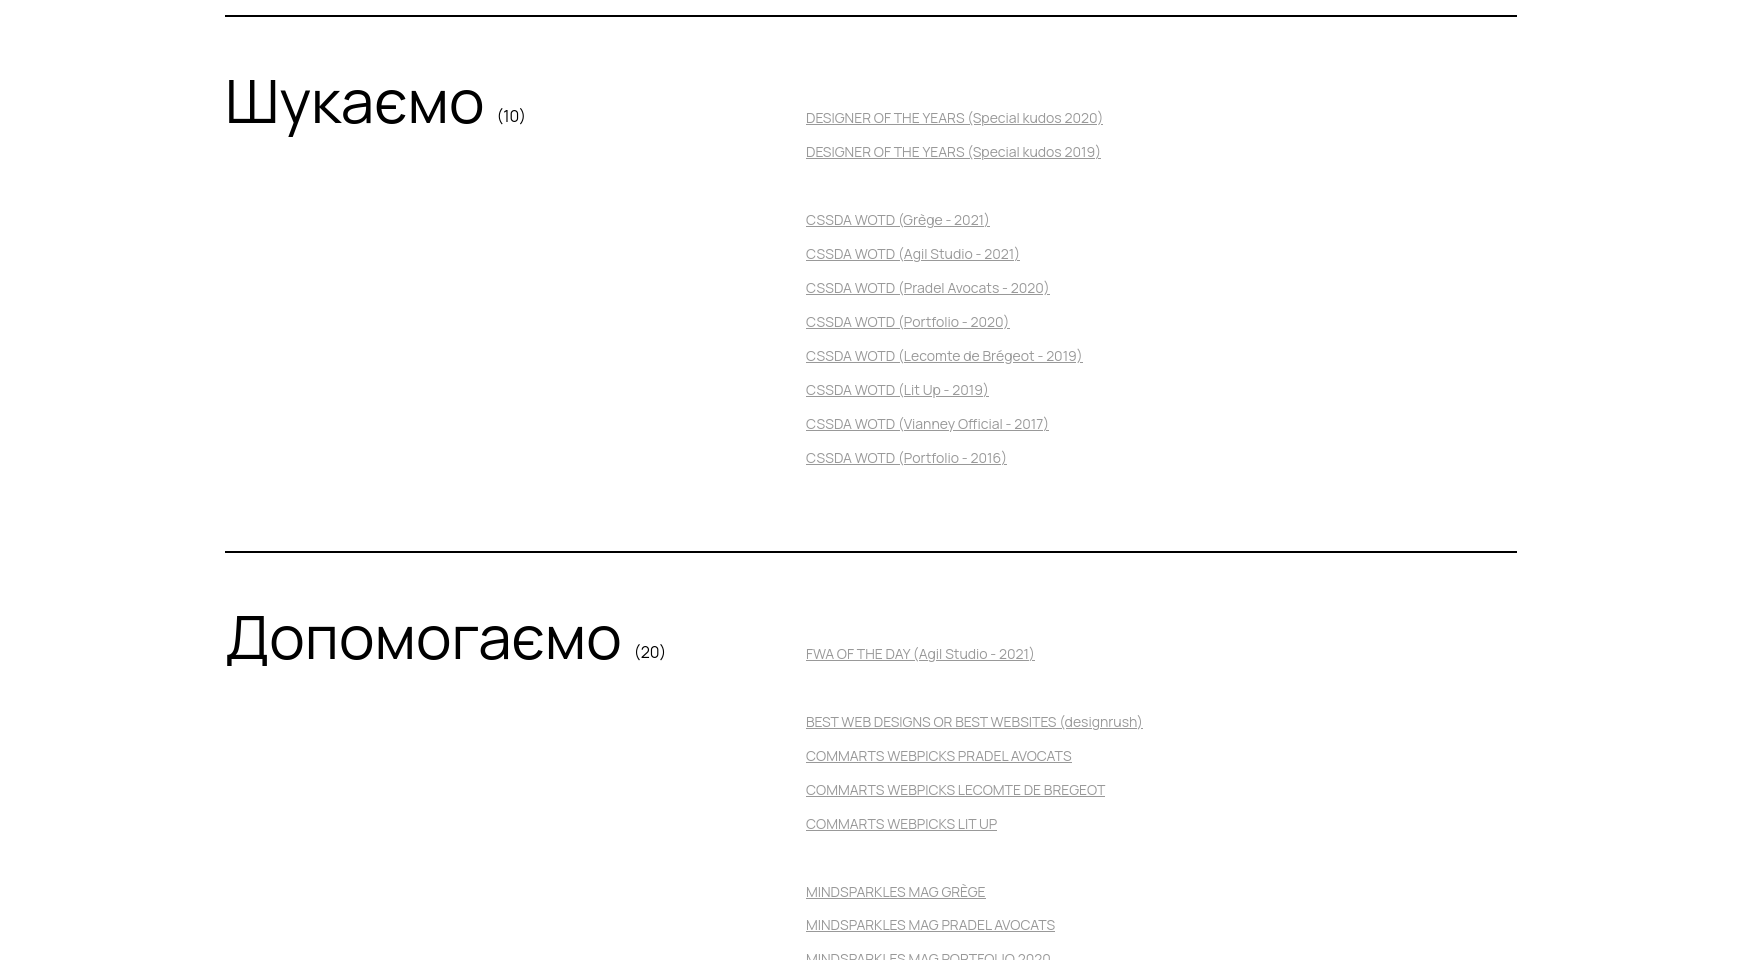 Шукаємо (10)
DESIGNER OF THE YEARS (Special kudos 2020)
DESIGNER OF THE YEARS (Special kudos 2019)
CSSDA WOTD (Grège - 2021)
CSSDA WOTD (Agil Studio - 2021)
CSSDA WOTD (Pradel Avocats - 2020)
CSSDA WOTD (Portfolio - 2020)
CSSDA WOTD (Lecomte de Brégeot - 2019)
CSSDA WOTD (Lit Up - 2019)
CSSDA WOTD (Vianney Official - 2017)
CSSDA WOTD (Portfolio - 2016)
Допомогаємо (20)
FWA OF THE DAY (Agil Studio - 2021)
BEST WEB DESIGNS OR BEST WEBSITES (designrush)
COMMARTS WEBPICKS PRADEL AVOCATS
COMMARTS WEBPICKS LECOMTE DE BREGEOT
COMMARTS WEBPICKS LIT UP
MINDSPARKLES MAG GRÈGE
MINDSPARKLES MAG PRADEL AVOCATS
MINDSPARKLES MAG PORTFOLIO 2020